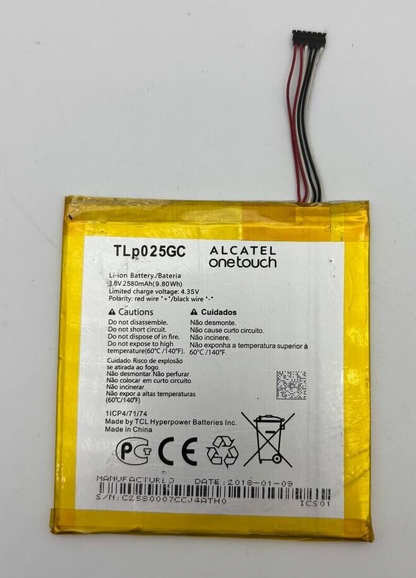 TLp025GC
ALCATEL
onetouch
Li-ion Battery/Bateria
3.8V 2580mAh(9.80Wh)
Limited charge voltage: 4.35V
Polarity: red wire "+"/black wire "-"
Cautions
Do not disassemble.
Do not short circuit.
Do not dispose of in fire.
Do not expose to high
temperature(60℃ /140℉).
Cuidados
Não desmonte.
Não cause curto circuito.
Não incinere.
Não exponha a temperatura superior à
60℃ /140℉.
Cuidado Risco de explosão
se atirada ao fogo.
Não desmontar.Não perfurar
Não colocar em curto circuito
Não expor a altas temperaturas
(60℃/140℉)
1ICP4/71/74
Made by TCL Hyperpower Batteries Inc.
Made in China
MANUFACTURED DATE:2018-01-09
S/N:C2580007CCJ4ATH0
ICS01